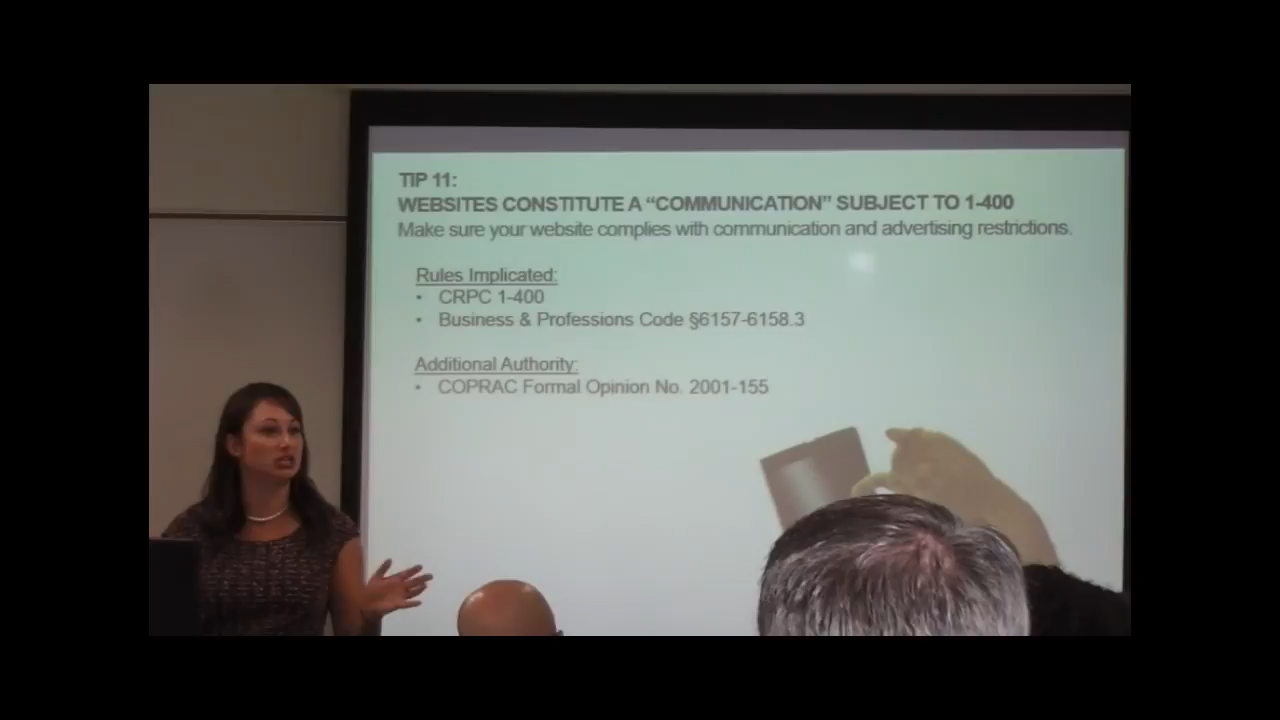 TIP 11:
WEBSITES CONSTITUTE A “COMMUNICATION” SUBJECT TO 1-400
Make sure your website complies with communication and advertising restrictions.
Rules Implicated:
• CRPC 1-400
• Business & Professions Code §6157-6158.3
Additional Authority:
• COPRAC Formal Opinion No. 2001-155